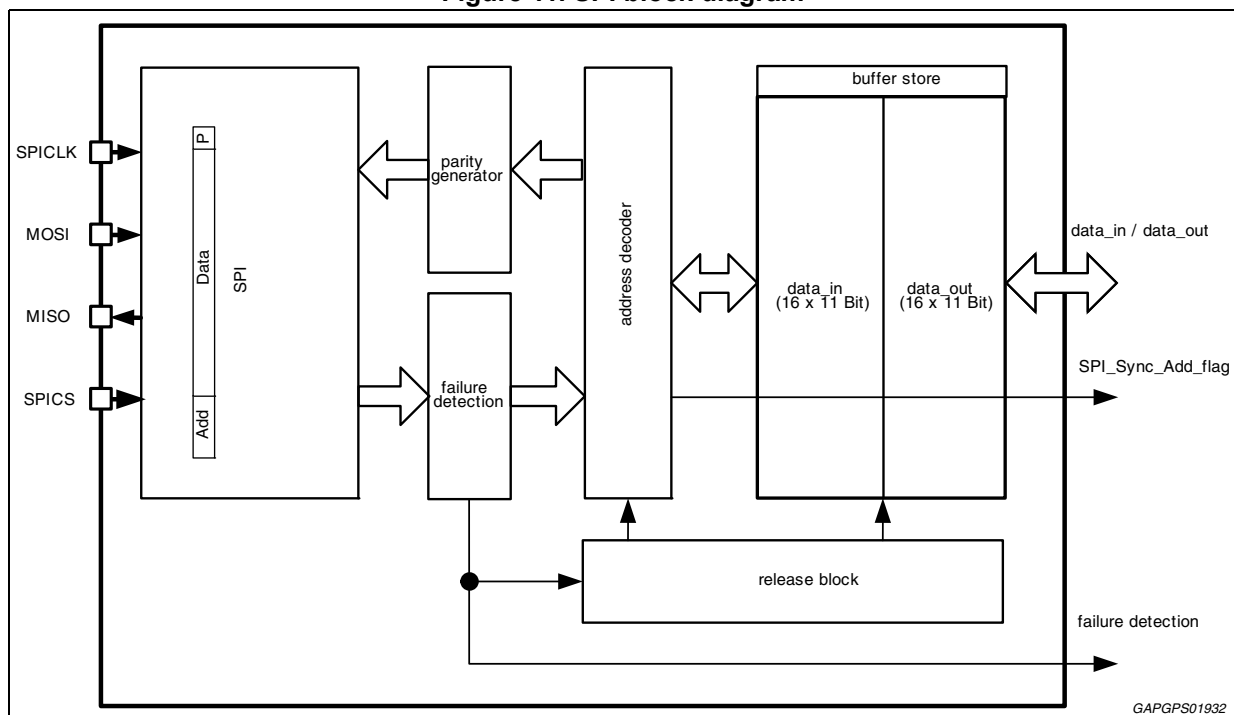 Figure SPI block diagram
buffer store
SPICLK
MOSI
MISO
SPICS
P
Data
Add
SPI
parity
generator
failure
detection
address decoder
data_in
(16 x 11 Bit)
data_out
(16 x 11 Bit)
data_in / data_out
SPI_Sync_Add_flag
release block
failure detection
GAPGPS01932